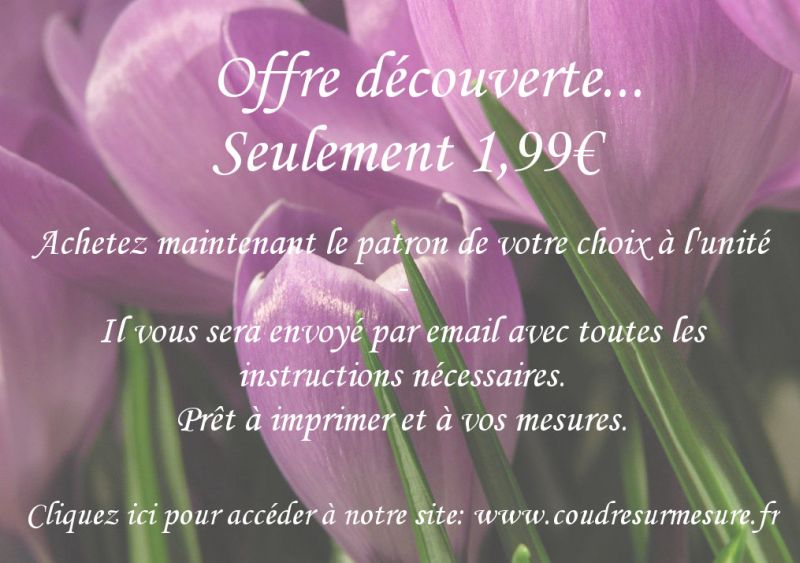 Offre découverte...
Seulement 1,99€
Achetez maintenant le patron de votre choix à l'unité
-
Il vous sera envoyé par email avec toutes les
instructions nécessaires.
Prêt à imprimer et à vos mesures.
Cliquez ici pour accéder à notre site: www.coudresurmesure.fr